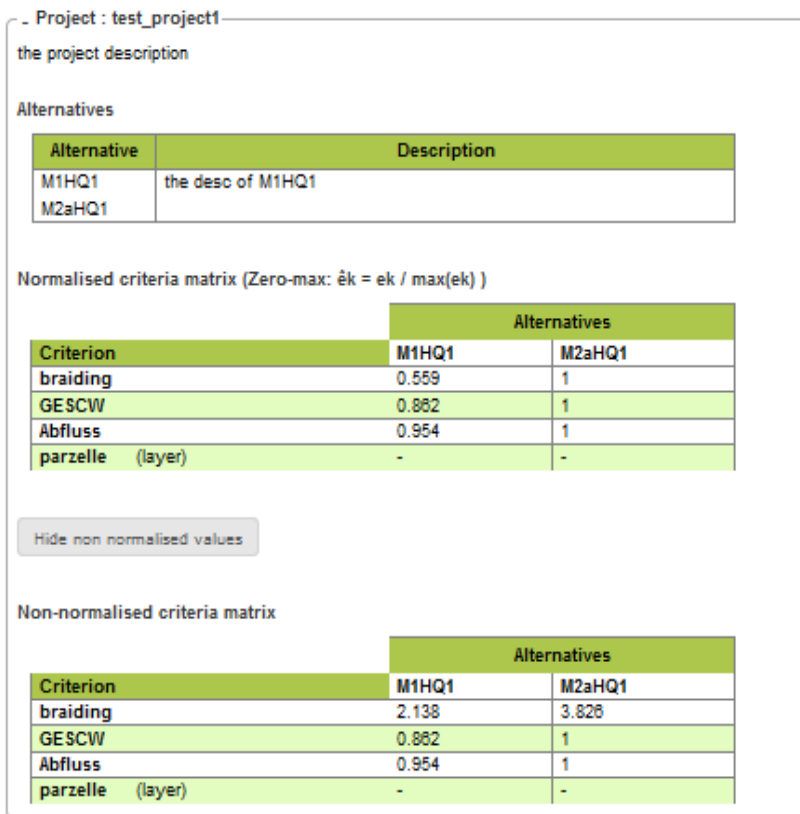 - Project : test_project1
the project description
Alternatives
Alternative Description
M1HQ1 the desc of M1HQ1
M2aHQ1
Normalised criteria matrix (Zero-max: êk = ek / max(ek) )
Alternatives
Criterion M1HQ1 M2aHQ1
braiding 0.559 1
GESCW 0.862 1
Abfluss 0.954 1
parzelle (layer) - -
Hide non normalised values
Non-normalised criteria matrix
Alternatives
Criterion M1HQ1 M2aHQ1
braiding 2.138 3.826
GESCW 0.862 1
Abfluss 0.954 1
parzelle (layer) - -